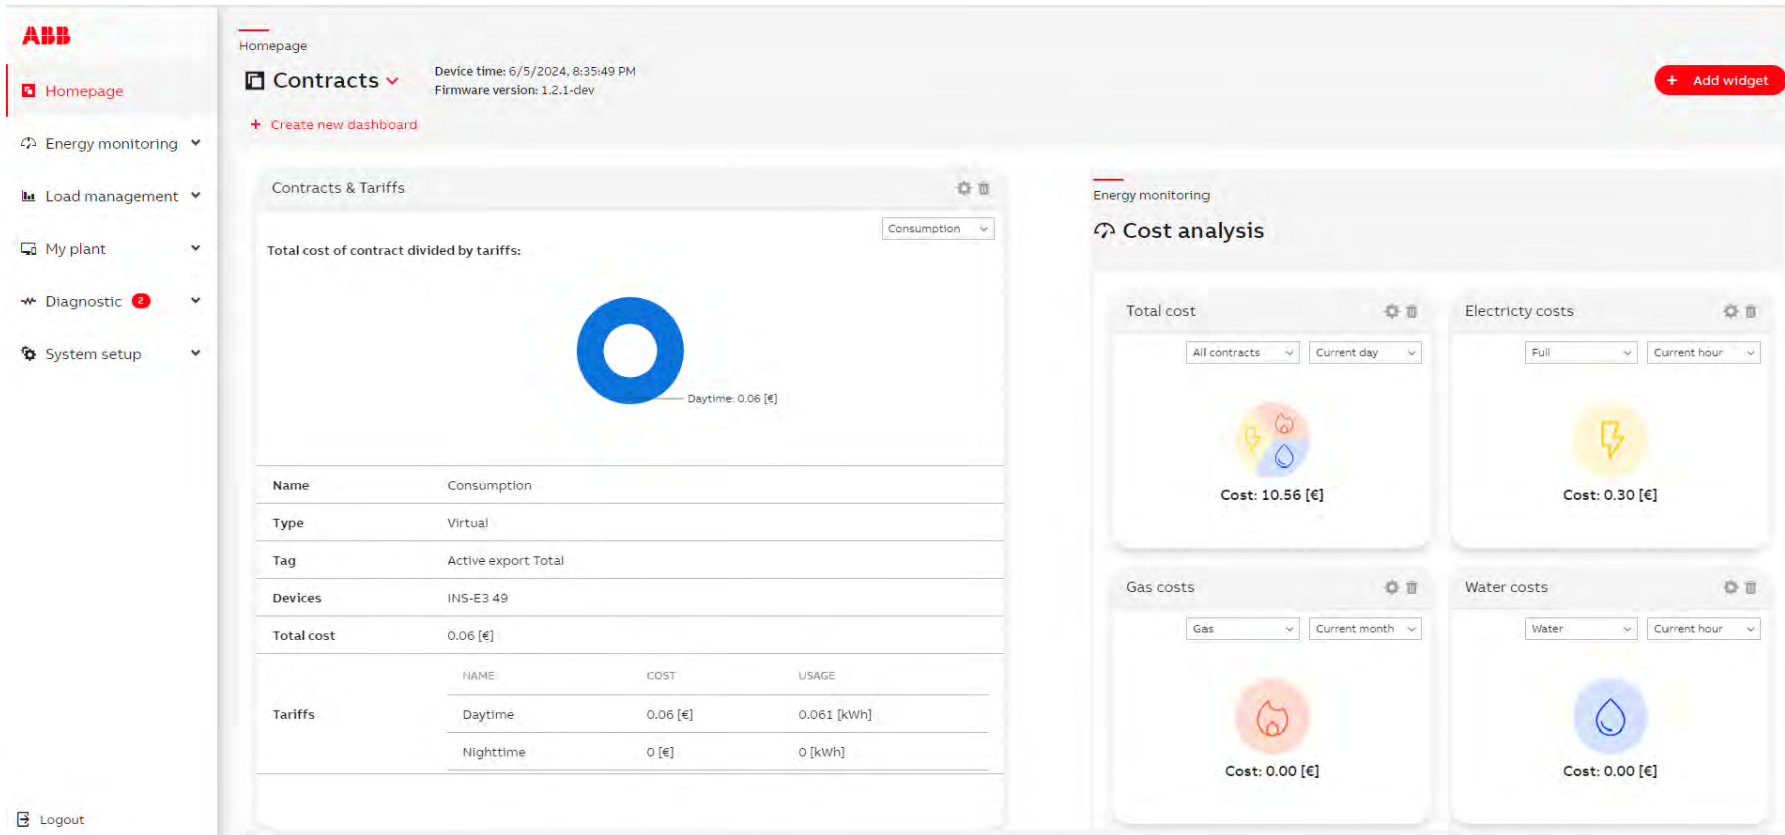 ABB
Homepage
Energy monitoring
Load management
My plant
Diagnostic 2
System setup
Logout
Homepage
Contracts
Device time: 6/5/2024, 8:35:49 PM
Firmware version: 1.2.1-dev
+ Add widget
+ Create new dashboard
Contracts & Tariffs
Consumption
Total cost of contract divided by tariffs:
Daytime: 0.06 [€]
Name Consumption
Type Virtual
Tag Active export Total
Devices INS-E3 49
Total cost 0.06 [€]
Tariffs
NAME COST USAGE
Daytime 0.06 [€] 0.061 [kWh]
Nighttime 0 [€] 0 [kWh]
Energy monitoring
Cost analysis
Total cost
All contracts Current day
Cost: 10.56 [€]
Electricty costs
Full Current hour
Cost: 0.30 [€]
Gas costs
Gas Current month
Cost: 0.00 [€]
Water costs
Water Current hour
Cost: 0.00 [€]